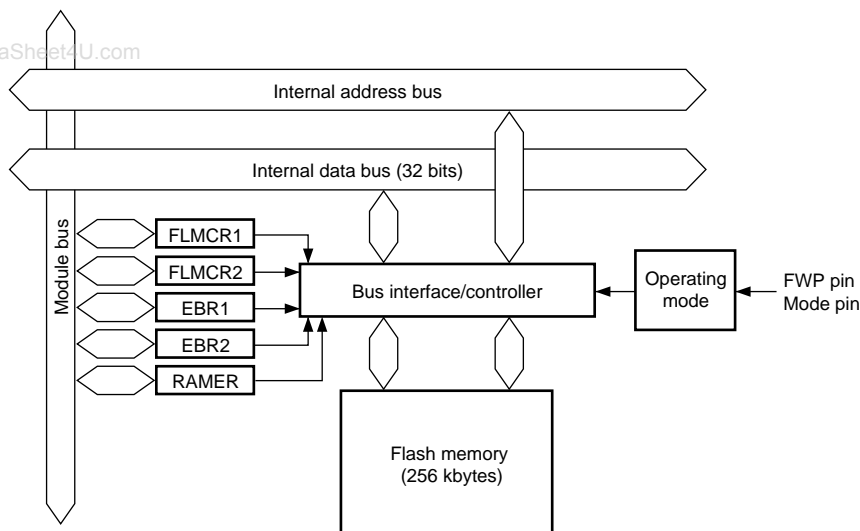 aSheet4U.com
Internal address bus
Internal data bus (32 bits)
Module bus
FLMCR1
FLMCR2
EBR1
EBR2
RAMER
Bus interface/controller
Operating
mode
FWP pin
Mode pin
Flash memory
(256 kbytes)